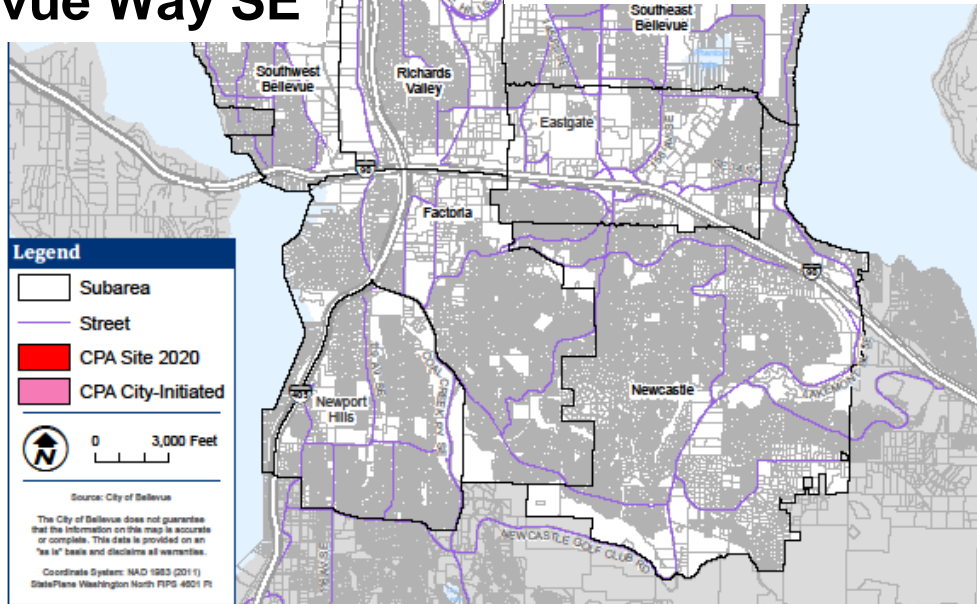 vue Way SE
Southeast
Bellevue
Southwest
Bellevue
Richards
Valley
Eastgate
90
Factoria
Legend
Subarea
Street
CPA Site 2020
CPA City-Initiated
90
405
Newport
Hills
Newcastle
N
0 3,000 Feet
Source: City of Bellevue
The City of Bellevue does not guarantee
that the information on this map is accurate
or complete. This data is provided on an
"as is" basis and disclaims all warranties.
Coordinate System: NAD 1983 (2011)
StatePlane Washington North FIPS 4601 Ft
NEWCASTLE GOLF CLUB RD